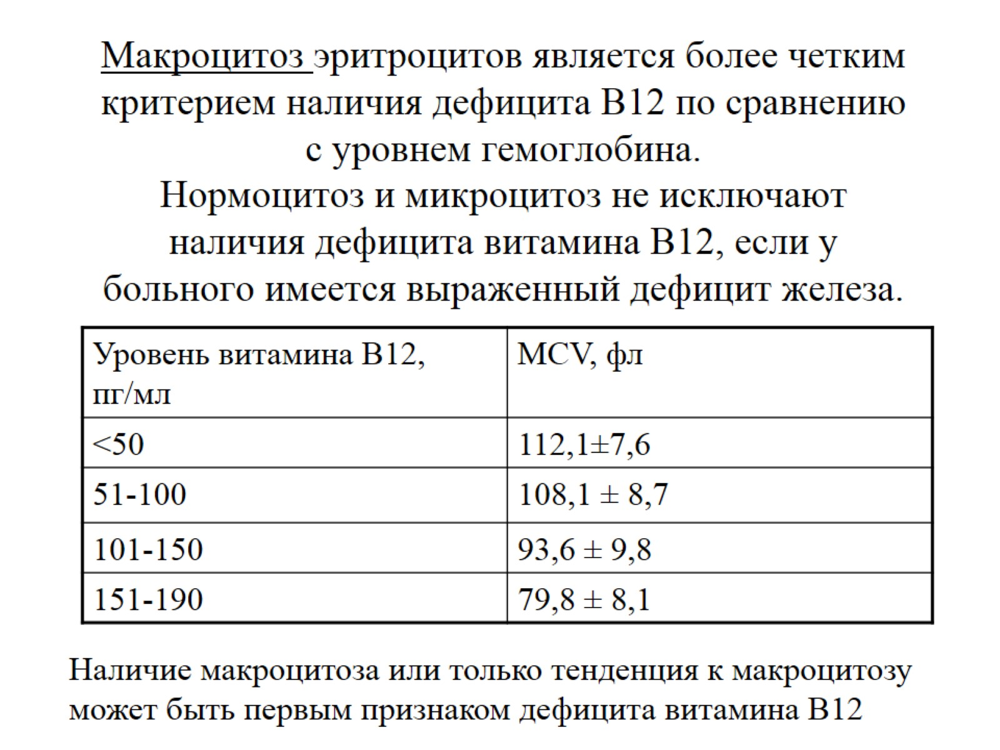 Макроцитоз эритроцитов является более четким
критерием наличия дефицита В12 по сравнению
с уровнем гемоглобина.
Нормоцитоз и микроцитоз не исключают
наличия дефицита витамина В12, если у
больного имеется выраженный дефицит железа.
Уровень витамина В12,
пг/мл
MCV, фл
<50
112,1±7,6
51-100
108,1 ± 8,7
101-150
93,6 ± 9,8
151-190
79,8 ± 8,1
Наличие макроцитоза или только тенденция к макроцитозу
может быть первым признаком дефицита витамина В12